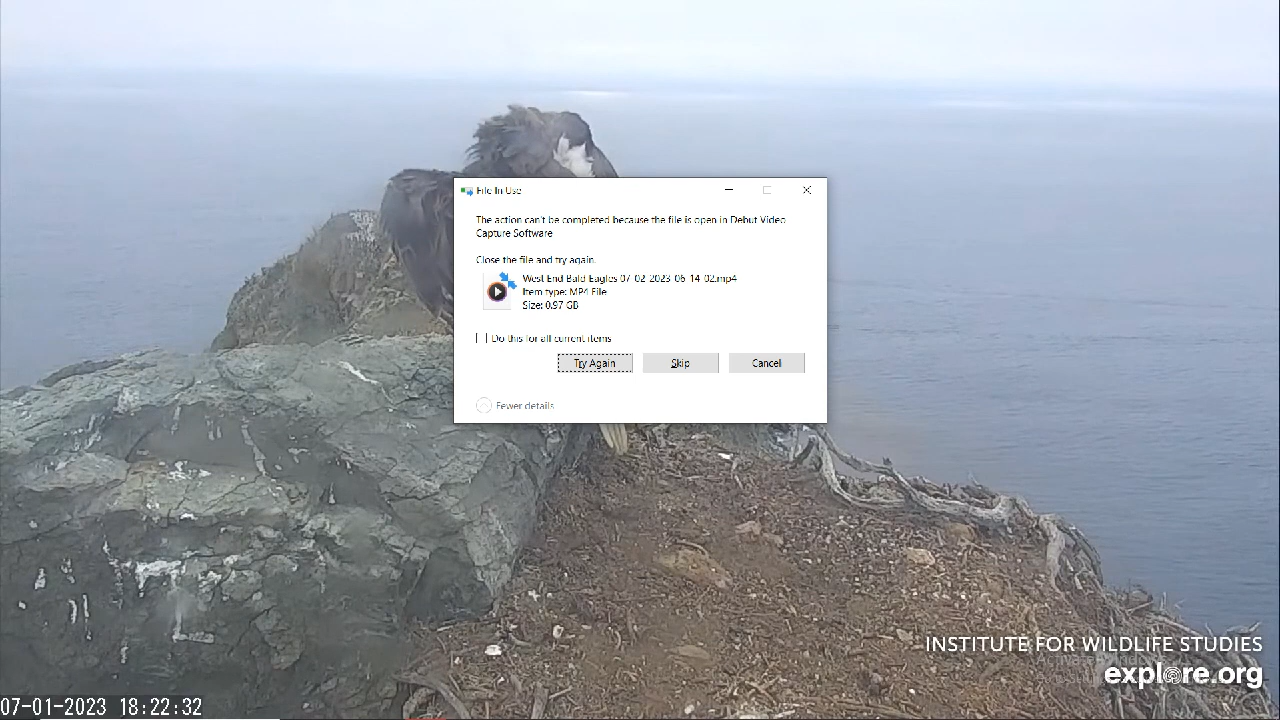 File In Use
The action can't be completed because the file is open in Debut Video
Capture Software
Close the file and try again.
West End Bald Eagles 07-02-2023-06-14-02.mp4
Item type: MP4 File
Size: 0.97 GB
Do this for all current items
Try Again
Skip
Cancel
Fewer details
INSTITUTE FOR WILDLIFE STUDIES
explore.org
07-01-2023 18:22:32